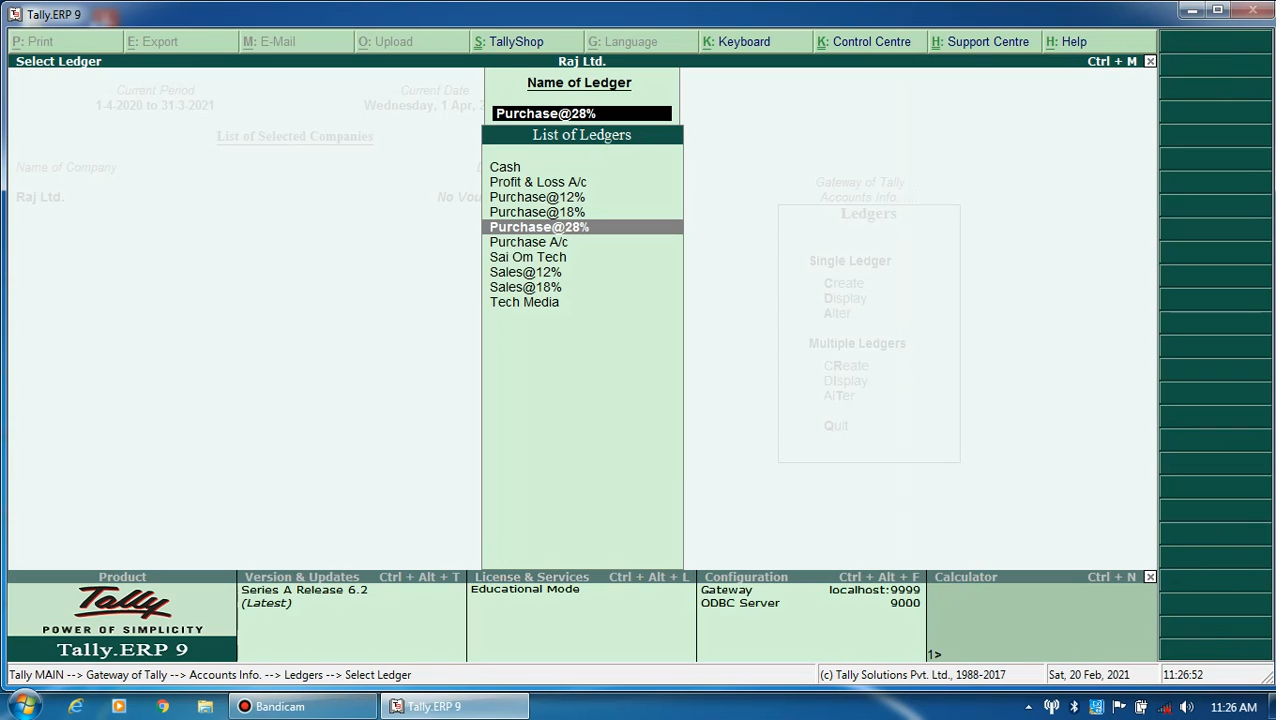 Tally.ERP 9
P: Print
E: Export
M: E-Mail
O: Upload
S: TallyShop
G: Language
K: Keyboard
K: Control Centre
H: Support Centre
H: Help
Select Ledger
Raj Ltd.
Ctrl + M
Current Period
1-4-2020 to 31-3-2021
Current Date
Wednesday, 1 Apr,
List of Selected Companies
Name of Company
Raj Ltd.
No Vou
Name of Ledger
Purchase@28%
List of Ledgers
Cash
Profit & Loss A/c
Purchase@12%
Purchase@18%
Purchase@28%
Purchase A/c
Sai Om Tech
Sales@12%
Sales@18%
Tech Media
Gateway of Tally
Accounts Info.
Ledgers
Single Ledger
Create
Display
Alter
Multiple Ledgers
CReate
DIsplay
AlTer
Quit
Product
Tally
POWER OF SIMPLICITY
Tally.ERP 9
Version & Updates Ctrl + Alt + T
Series A Release 6.2
(Latest)
License & Services Ctrl + Alt + L
Educational Mode
Configuration Ctrl + Alt + F
Gateway localhost:9999
ODBC Server 9000
Calculator Ctrl + N
1>
Tally MAIN --> Gateway of Tally --> Accounts Info. --> Ledgers --> Select Ledger
(c) Tally Solutions Pvt. Ltd., 1988-2017
Sat, 20 Feb, 2021
11:26:52
Bandicam
Tally.ERP 9
11:26 AM